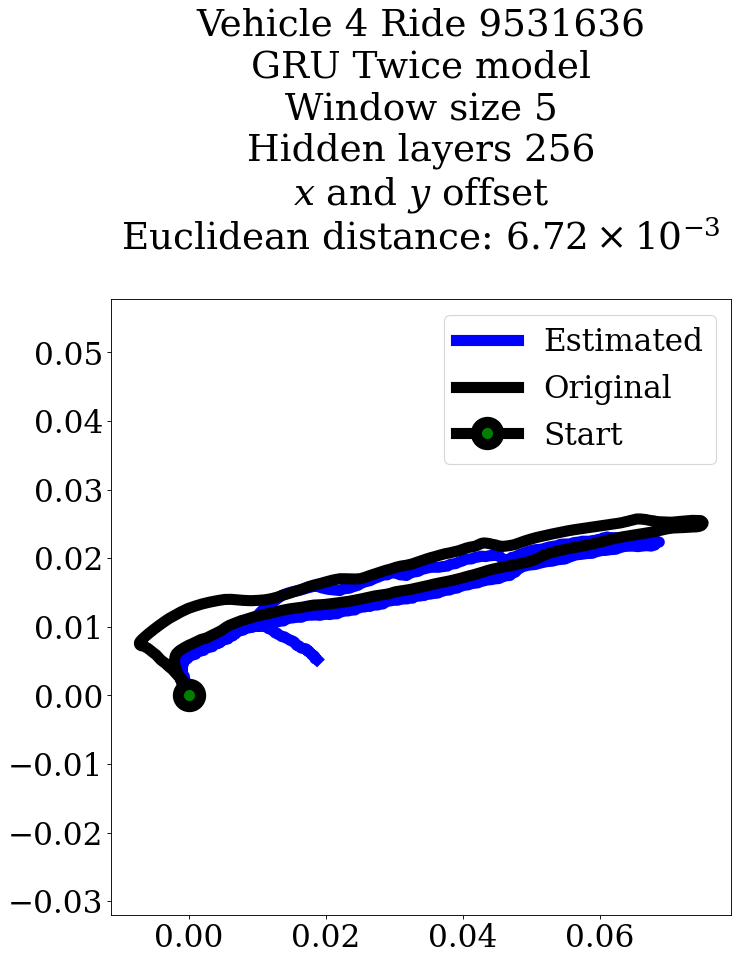 Vehicle 4 Ride 9531636
GRU Twice model
Window size 5
Hidden layers 256
x and y offset
Euclidean distance: 6.72 × 10⁻³
Estimated
Original
Start
0.05
0.04
0.03
0.02
0.01
0.00
−0.01
−0.02
−0.03
0.00 0.02 0.04 0.06